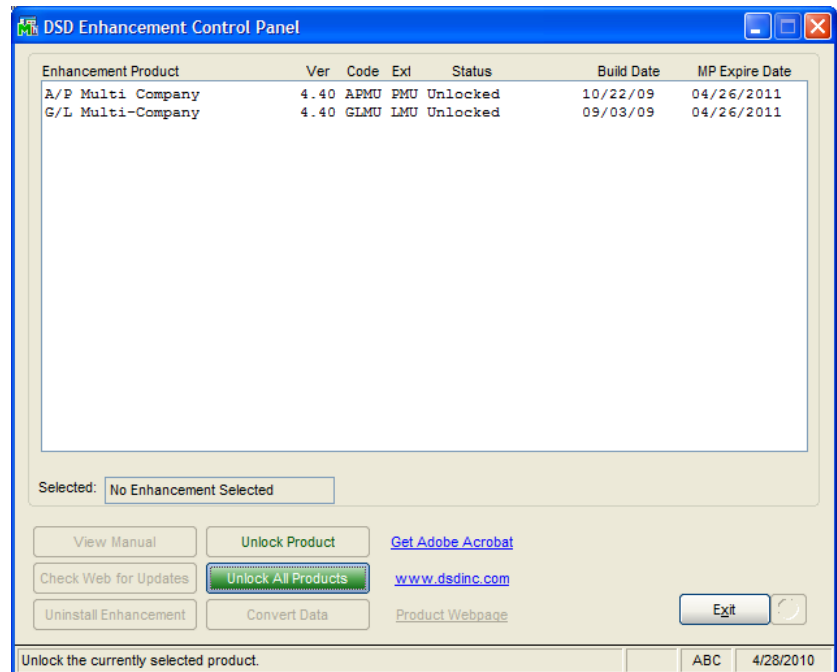 DSD Enhancement Control Panel
Enhancement Product Ver Code Ext Status Build Date MP Expire Date
A/P Multi Company 4.40 APMU PMU Unlocked 10/22/09 04/26/2011
G/L Multi-Company 4.40 GLMU LMU Unlocked 09/03/09 04/26/2011
Selected: No Enhancement Selected
View Manual Unlock Product Get Adobe Acrobat
Check Web for Updates Unlock All Products www.dsdinc.com
Uninstall Enhancement Convert Data Product Webpage Exit
Unlock the currently selected product. ABC 4/28/2010